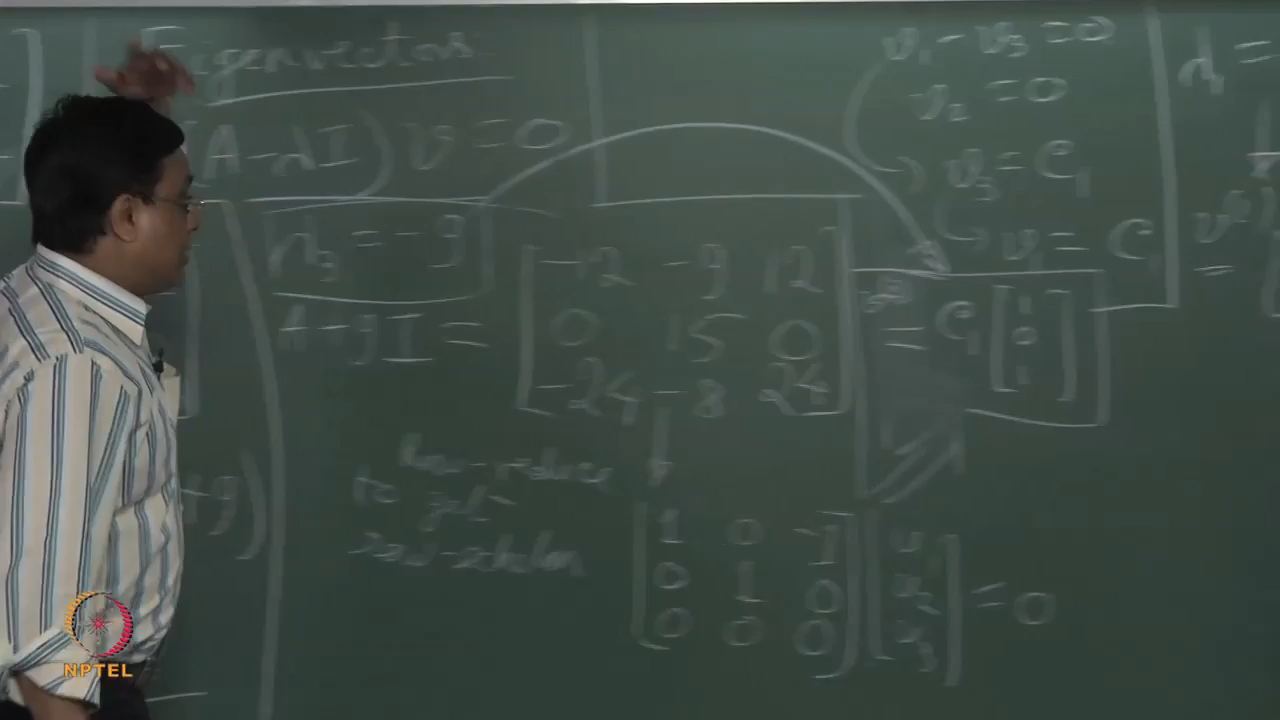 Eigenvectors
(A - λI) v = 0
λ₃ = -9
A + 9I = [ -12 -9 12
0 15 0
-24 -8 24 ]
row-reduce
to get
row-echelon
[ 1 0 -1
0 1 0
0 0 0 ] [ v₁
v₂
v₃ ] = 0
v₁ - v₃ = 0
v₂ = 0
v₃ = C₁
v₁ = C₁
= C₁ [ 1
0
1 ]
+9)
NPTEL